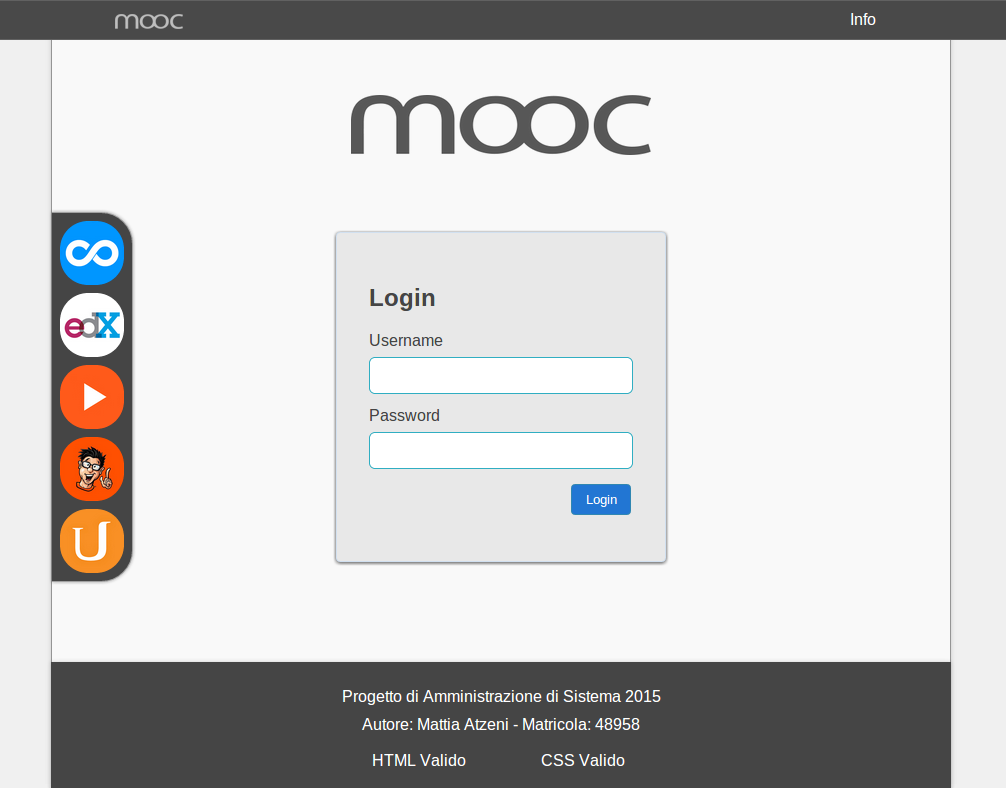 mooc Info
mooc
edX
U
Login
Username
Password
Login
Progetto di Amministrazione di Sistema 2015
Autore: Mattia Atzeni - Matricola: 48958
HTML Valido CSS Valido